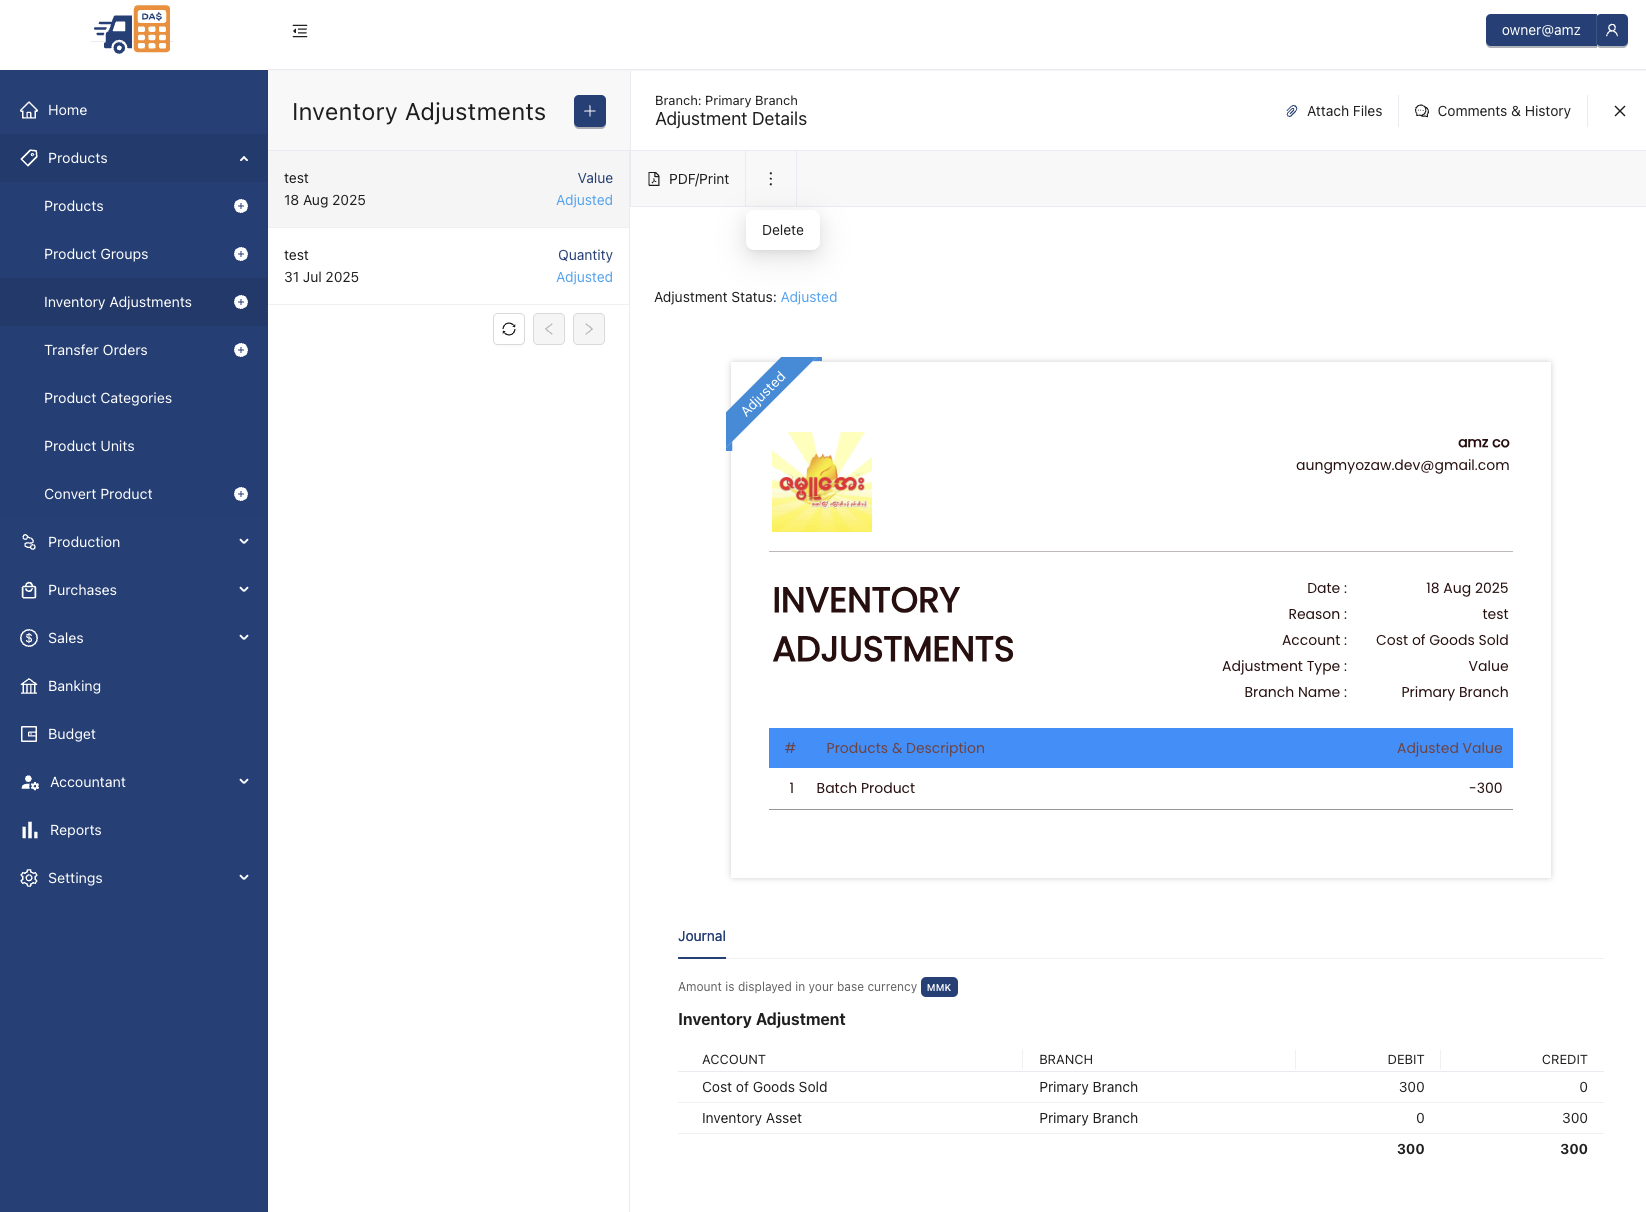 DA$
owner@amz
Home
Products
Products
Product Groups
Inventory Adjustments
Transfer Orders
Product Categories
Product Units
Convert Product
Production
Purchases
Sales
Banking
Budget
Accountant
Reports
Settings
Inventory Adjustments
test Value
18 Aug 2025 Adjusted
test Quantity
31 Jul 2025 Adjusted
Branch: Primary Branch
Adjustment Details
Attach Files
Comments & History
PDF/Print
Delete
Adjustment Status: Adjusted
Adjusted
ဇမ္ဗူအေး
amz co
aungmyozaw.dev@gmail.com
INVENTORY
ADJUSTMENTS
Date : 18 Aug 2025
Reason : test
Account : Cost of Goods Sold
Adjustment Type : Value
Branch Name : Primary Branch
# Products & Description Adjusted Value
1 Batch Product -300
Journal
Amount is displayed in your base currency MMK
Inventory Adjustment
ACCOUNT BRANCH DEBIT CREDIT
Cost of Goods Sold Primary Branch 300 0
Inventory Asset Primary Branch 0 300
300 300